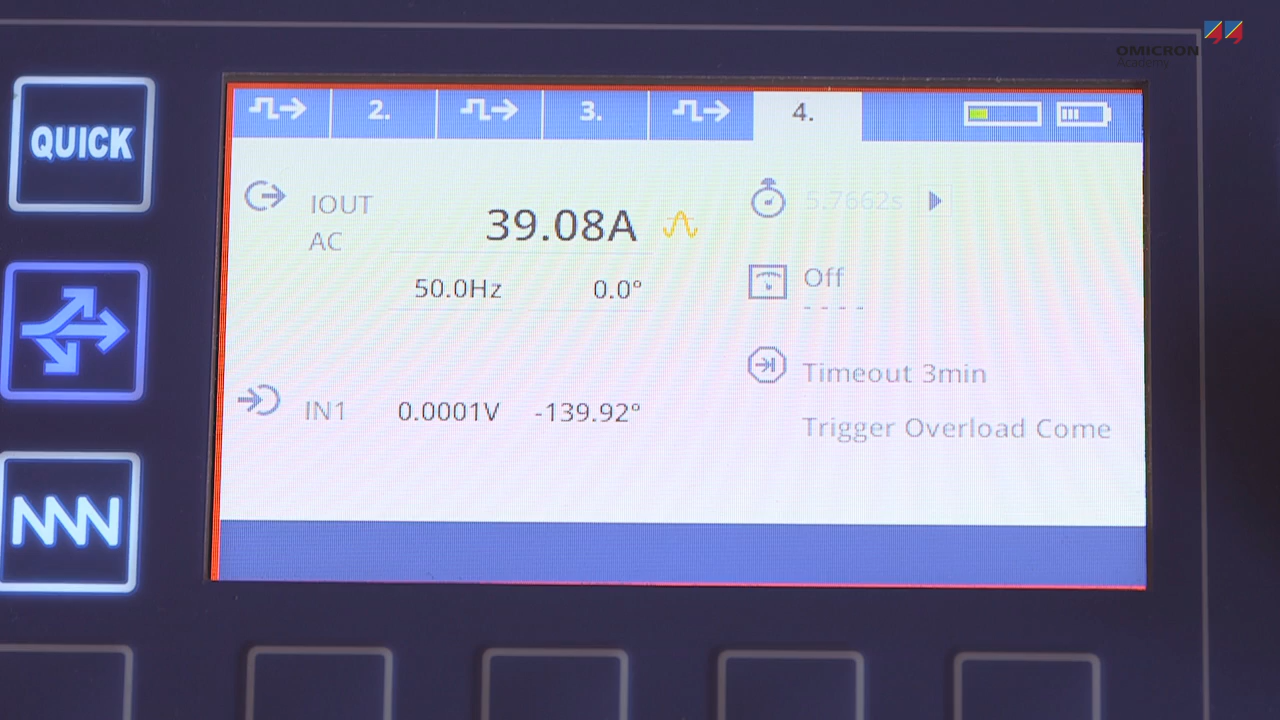 OMICRON
Academy
QUICK
2.
3.
4.
IOUT
AC
39.08A
50.0Hz
0.0°
IN1
0.0001V
-139.92°
5.7662s
Off
- - - -
Timeout 3min
Trigger Overload Come